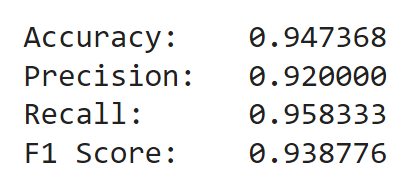 Accuracy: 0.947368
Precision: 0.920000
Recall: 0.958333
F1 Score: 0.938776